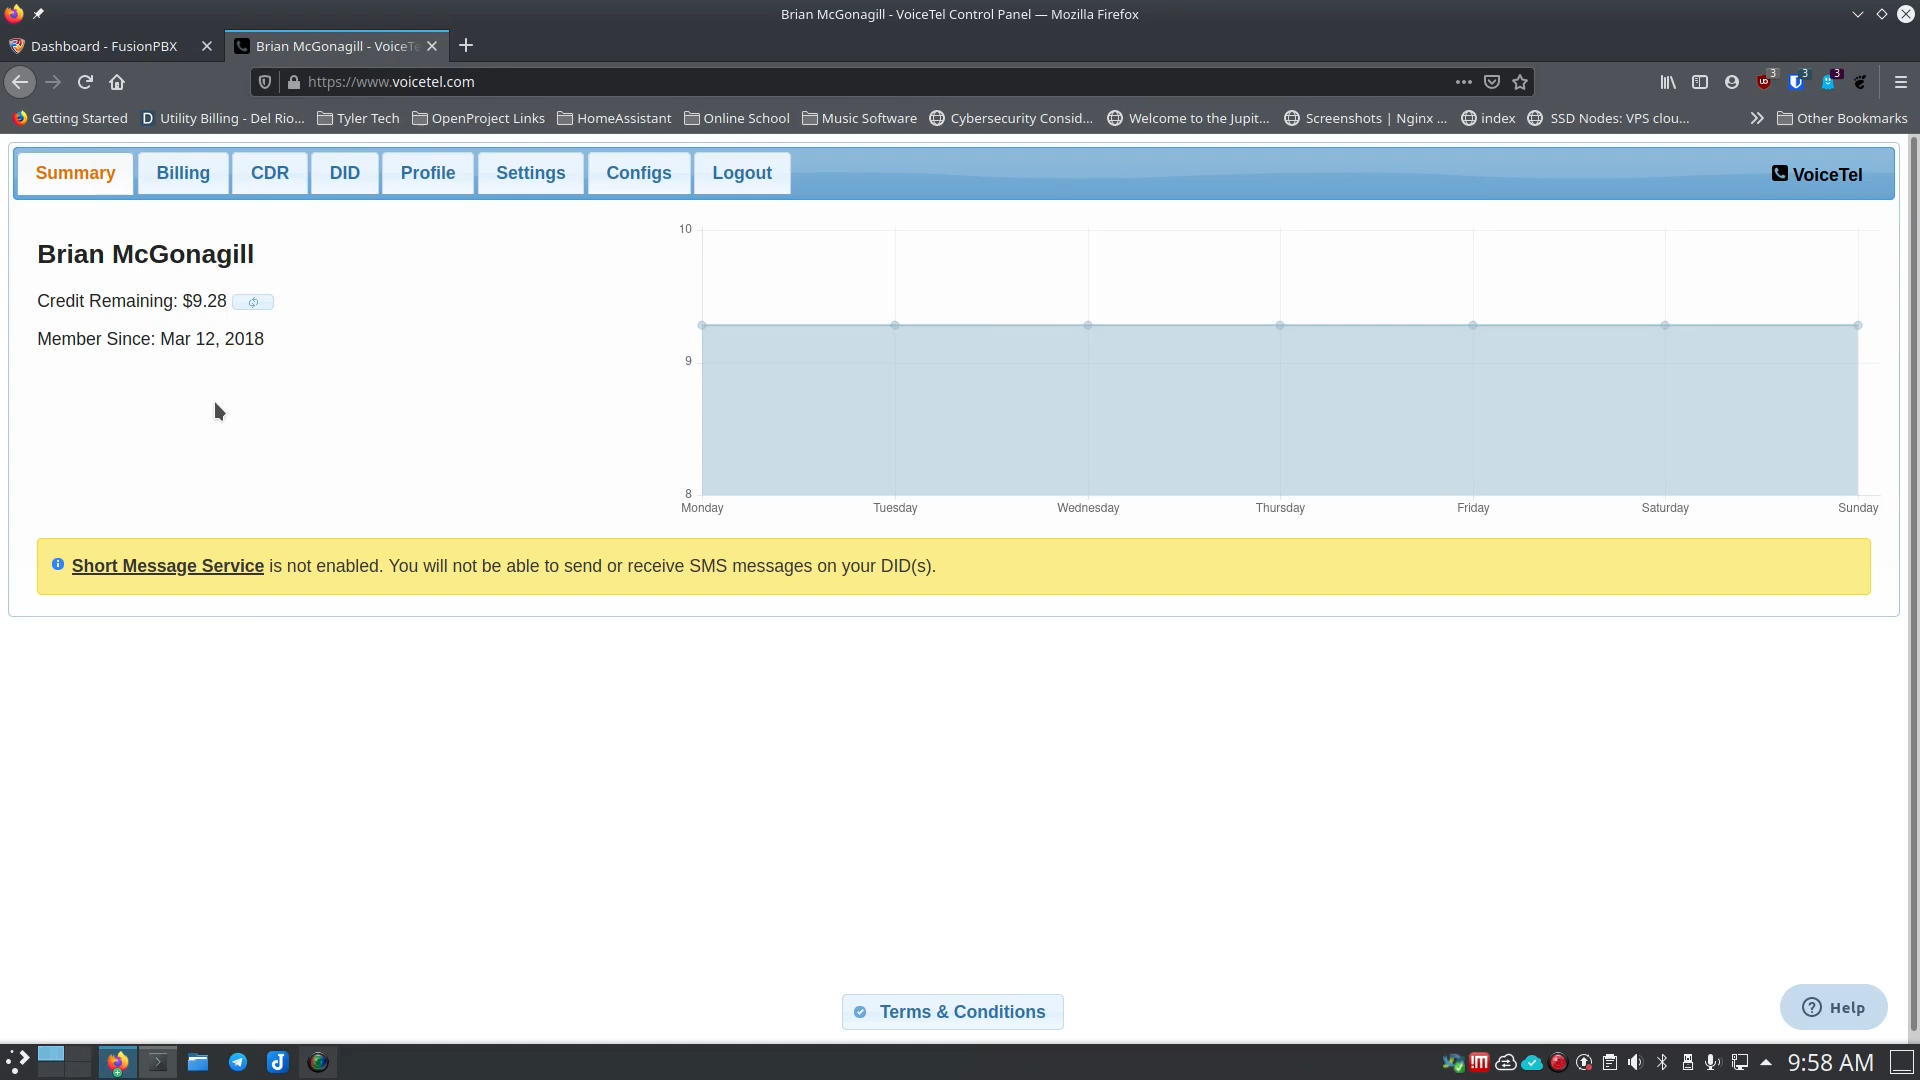 Brian McGonagill - VoiceTel Control Panel — Mozilla Firefox
Dashboard - FusionPBX
Brian McGonagill - VoiceTe
https://www.voicetel.com
3 3 3
Getting Started Utility Billing - Del Rio... Tyler Tech OpenProject Links HomeAssistant Online School Music Software Cybersecurity Consid... Welcome to the Jupit... Screenshots | Nginx ... index SSD Nodes: VPS clou... Other Bookmarks
Summary Billing CDR DID Profile Settings Configs Logout VoiceTel
Brian McGonagill
Credit Remaining: $9.28
Member Since: Mar 12, 2018
10
9
8
Monday Tuesday Wednesday Thursday Friday Saturday Sunday
Short Message Service is not enabled. You will not be able to send or receive SMS messages on your DID(s).
Terms & Conditions
Help
9:58 AM